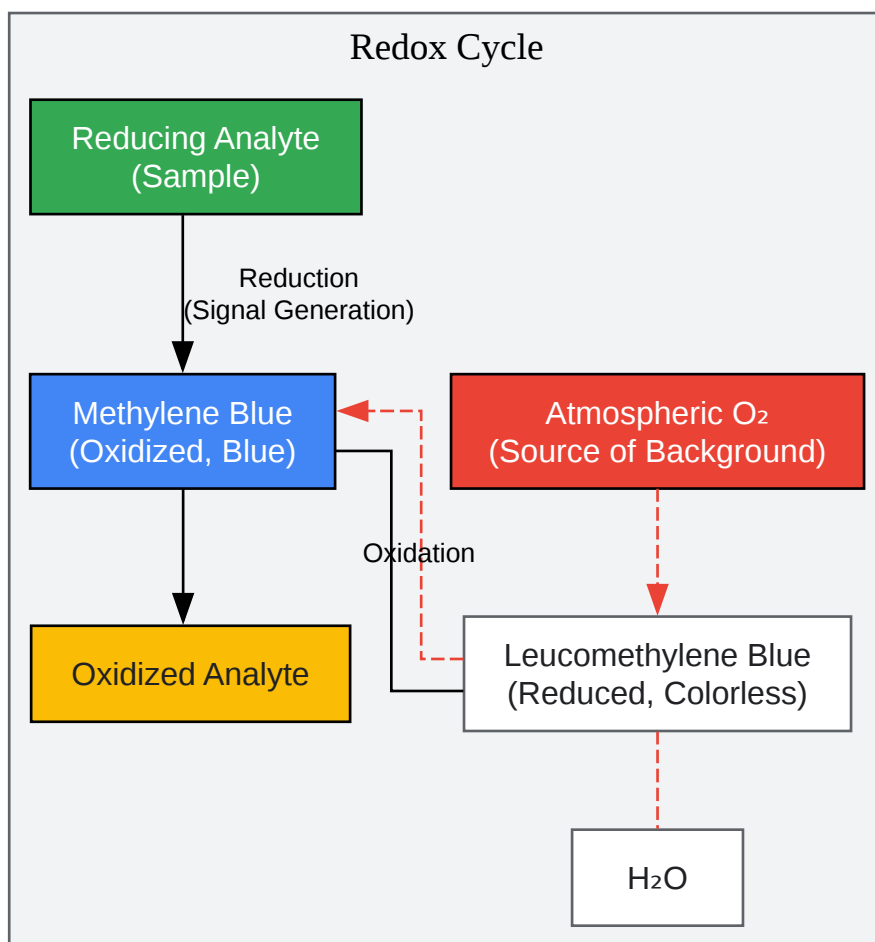 Redox Cycle
Reducing Analyte
(Sample)
Reduction
(Signal Generation)
Methylene Blue
(Oxidized, Blue)
Atmospheric O₂
(Source of Background)
Oxidation
Oxidized Analyte
Leucomethylene Blue
(Reduced, Colorless)
H₂O